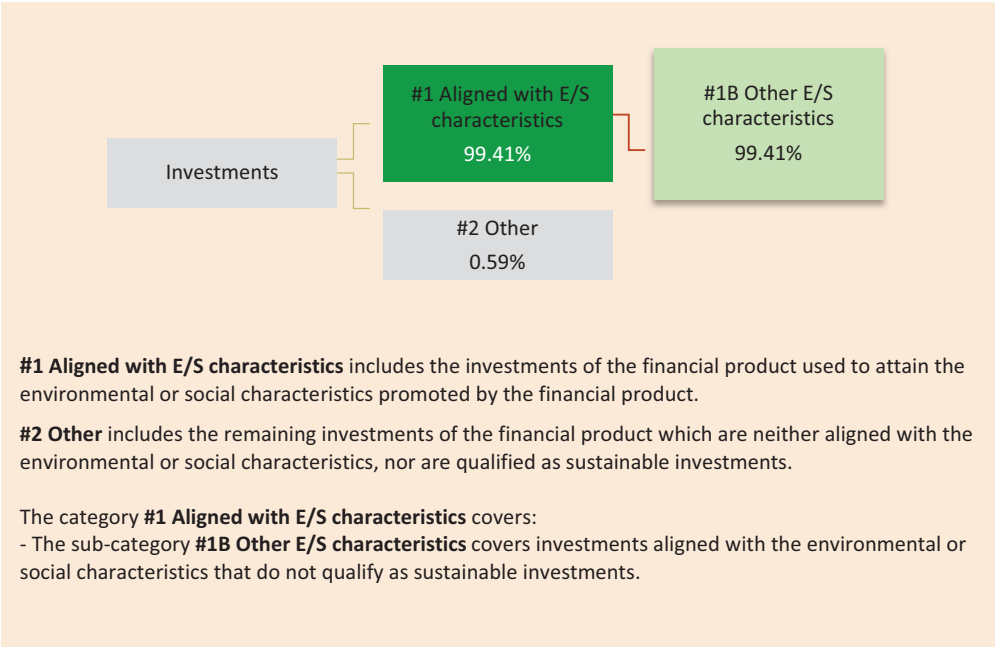 Investments
#1 Aligned with E/S
characteristics
99.41%
#1B Other E/S
characteristics
99.41%
#2 Other
0.59%
#1 Aligned with E/S characteristics includes the investments of the financial product used to attain the
environmental or social characteristics promoted by the financial product.
#2 Other includes the remaining investments of the financial product which are neither aligned with the
environmental or social characteristics, nor are qualified as sustainable investments.
The category #1 Aligned with E/S characteristics covers:
- The sub-category #1B Other E/S characteristics covers investments aligned with the environmental or
social characteristics that do not qualify as sustainable investments.